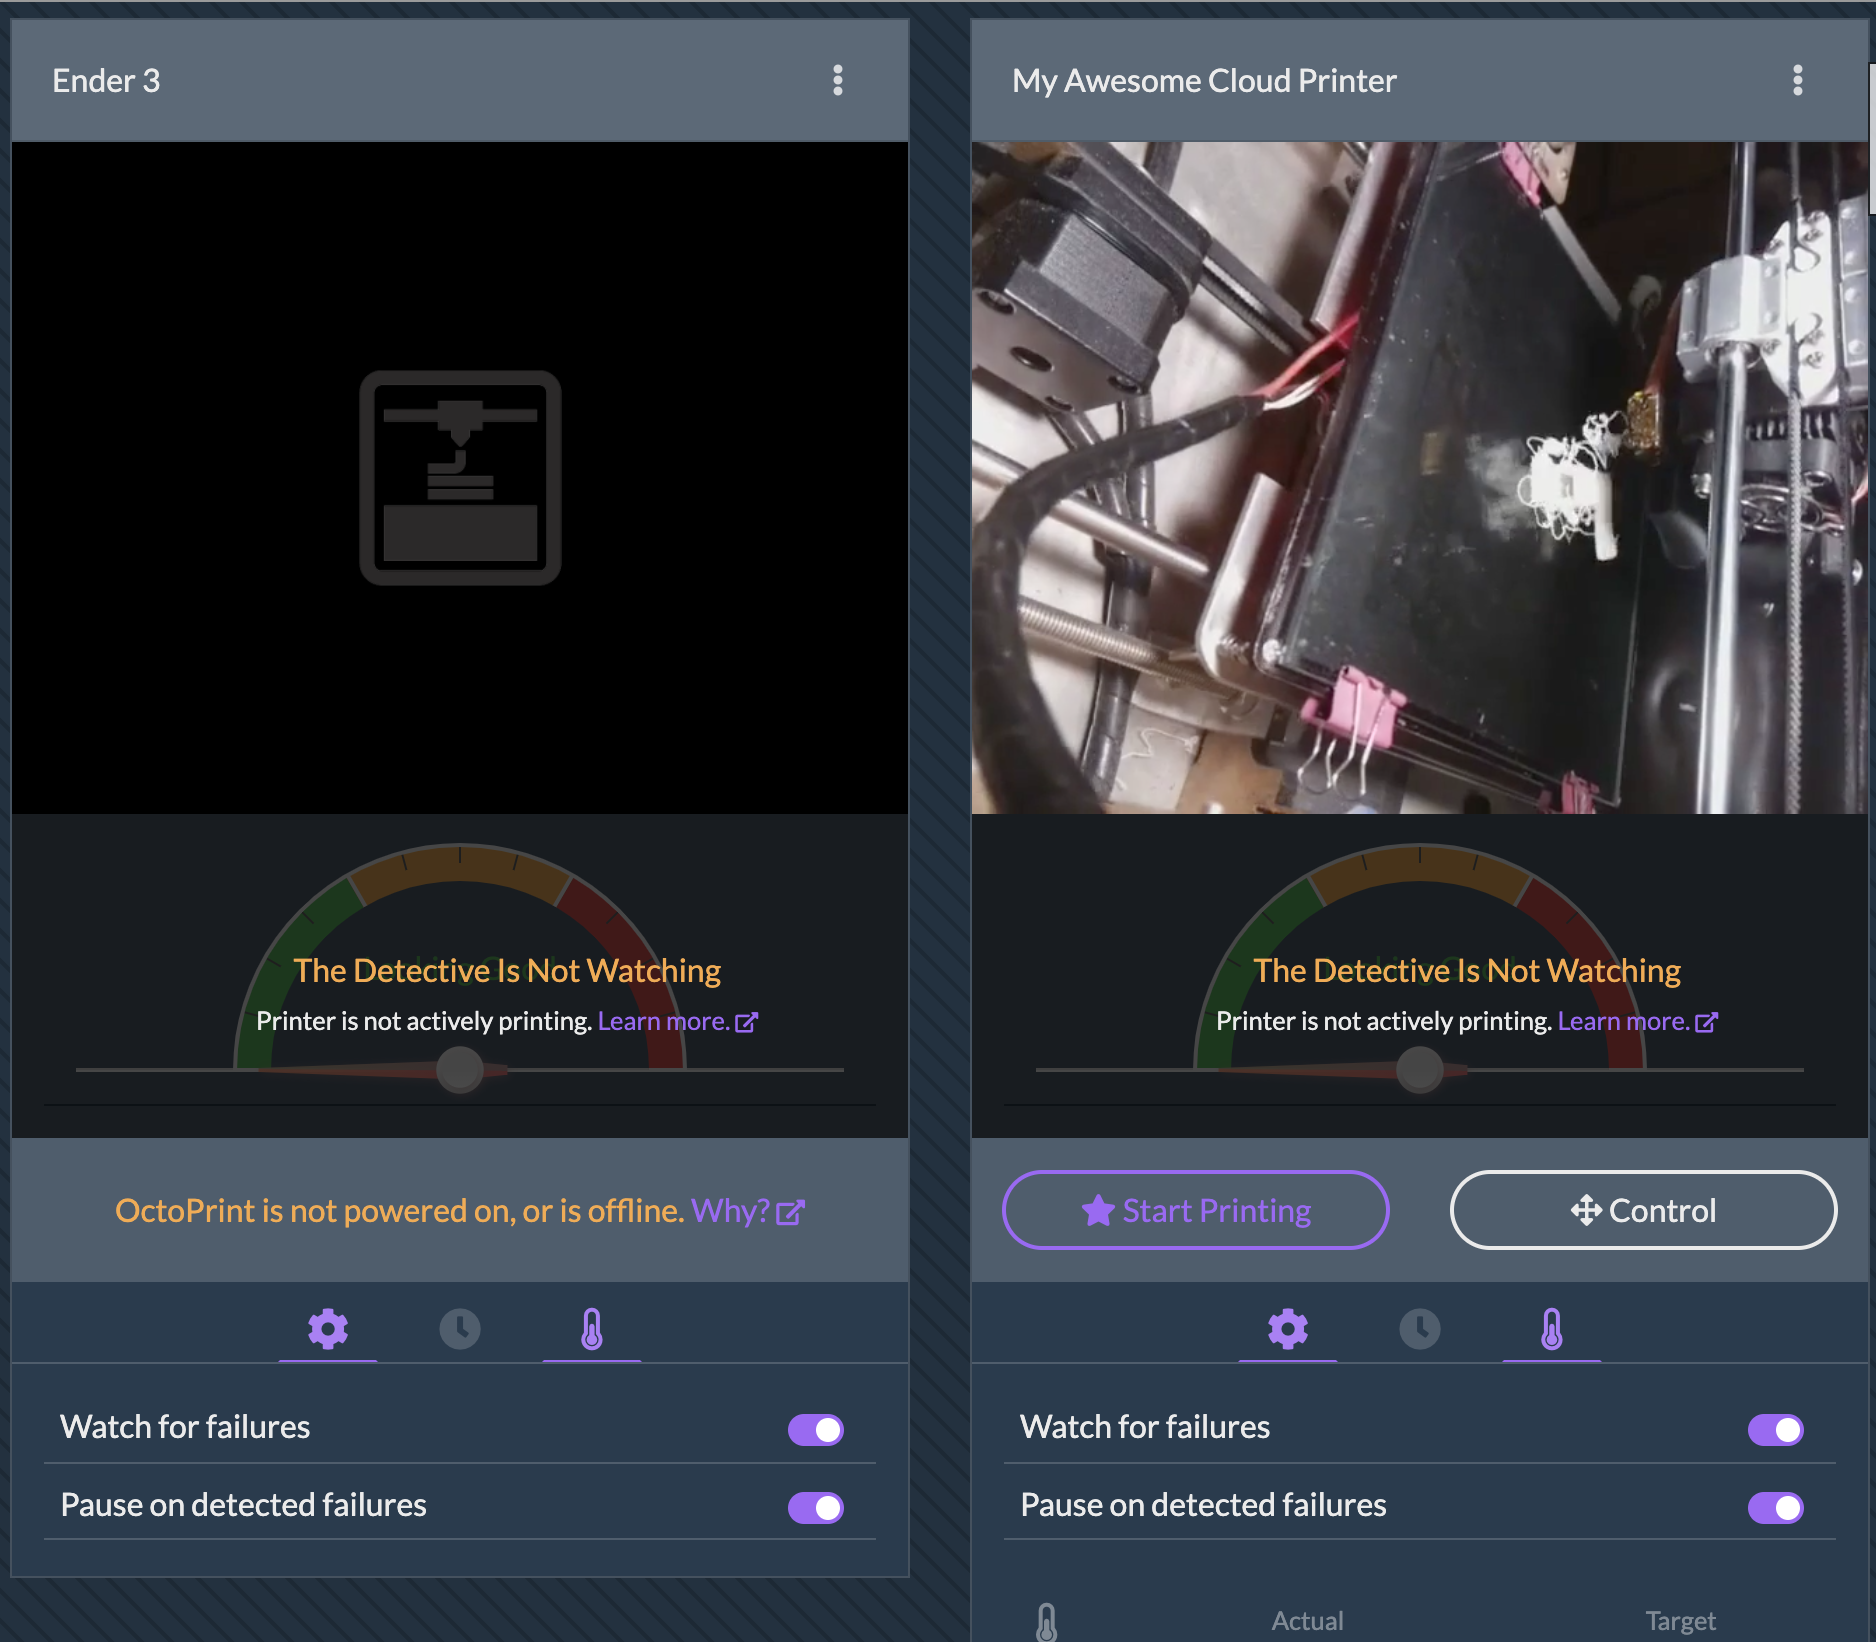 Ender 3
The Detective Is Not Watching
Printer is not actively printing. Learn more.
OctoPrint is not powered on, or is offline. Why?
Watch for failures
Pause on detected failures
My Awesome Cloud Printer
The Detective Is Not Watching
Printer is not actively printing. Learn more.
Start Printing
Control
Watch for failures
Pause on detected failures
Actual
Target